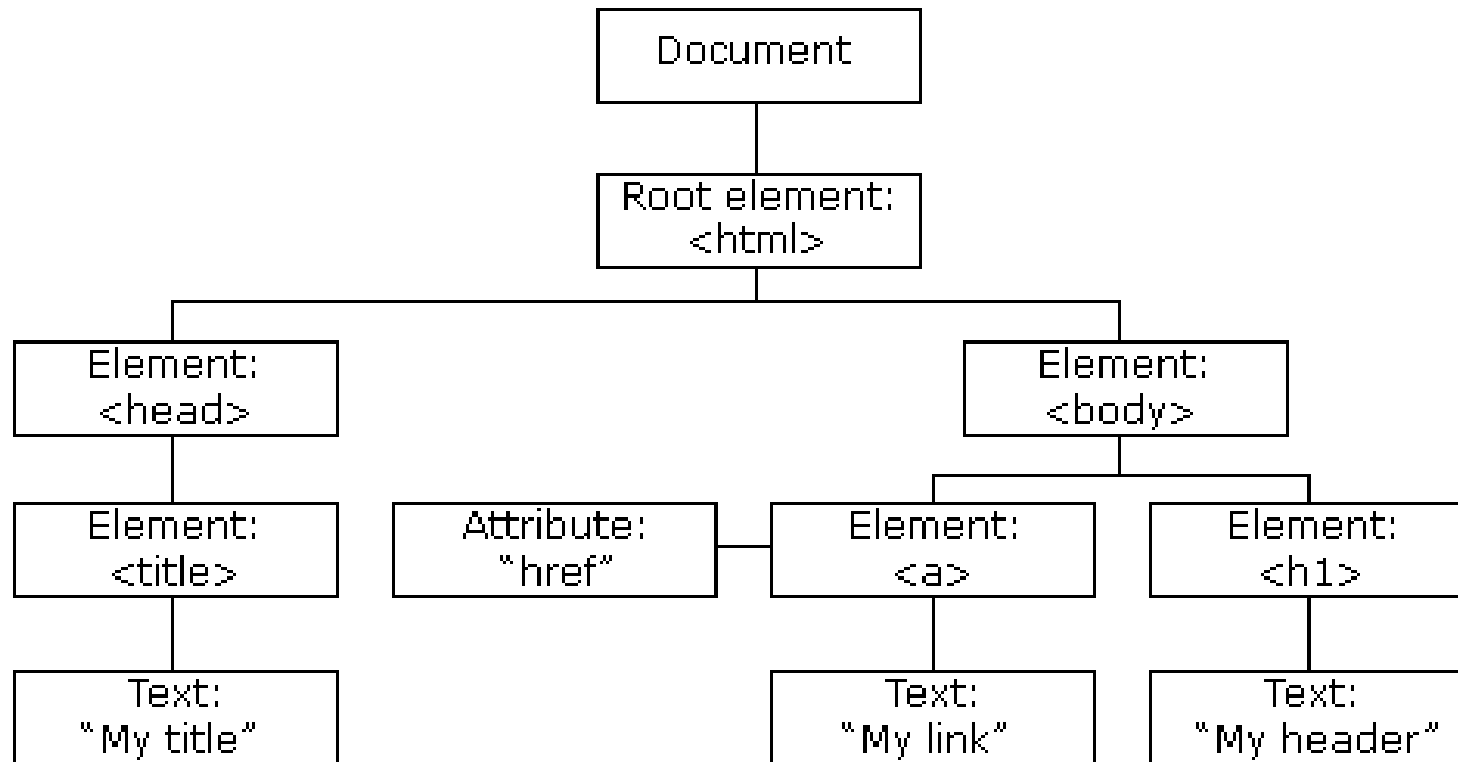 Document
Root element:
<html>
Element:
<head>
Element:
<body>
Element:
<title>
Attribute:
“href”
Element:
<a>
Element:
<h1>
Text:
“My title”
Text:
“My link”
Text:
“My header”